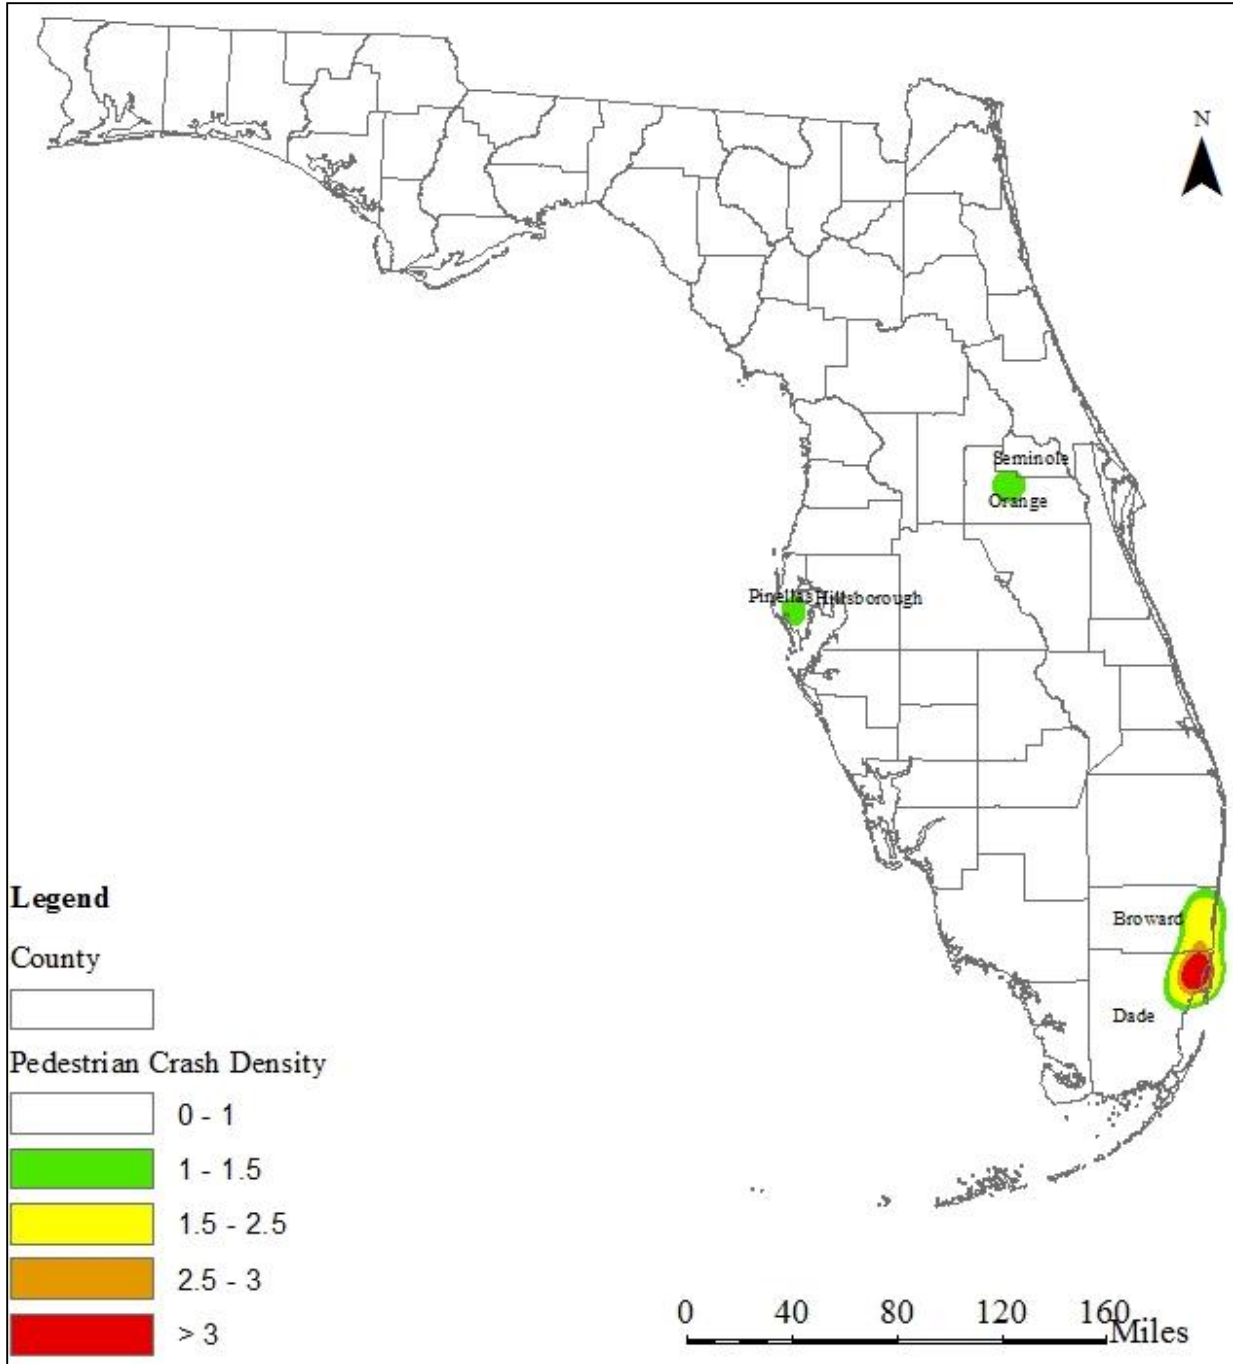 N
Seminole
Orange
Pinellas Hillsborough
Broward
Dade
Legend
County
Pedestrian Crash Density
0 - 1
1 - 1.5
1.5 - 2.5
2.5 - 3
> 3
0 40 80 120 160 Miles